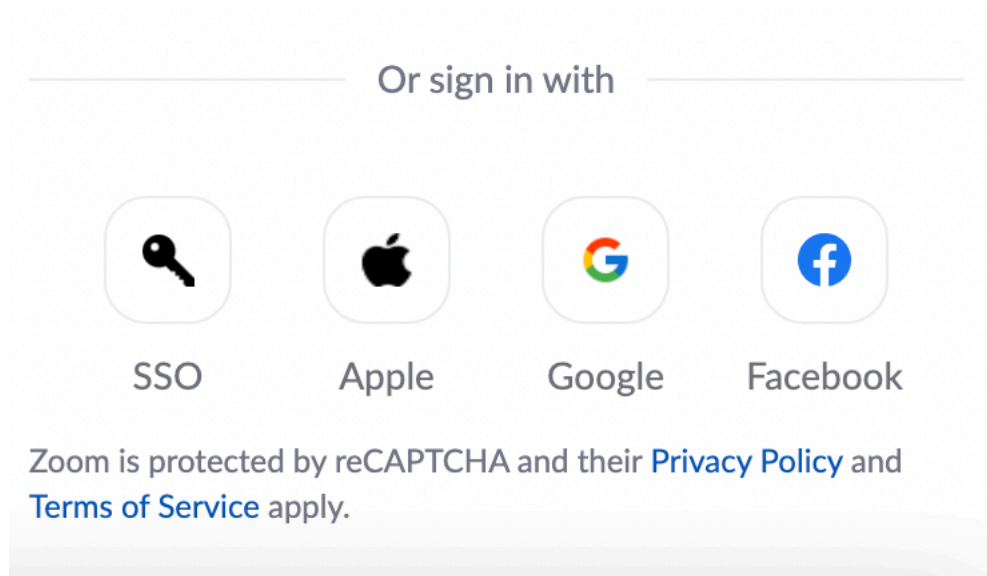 Or sign in with
SSO
Apple
Google
Facebook
Zoom is protected by reCAPTCHA and their Privacy Policy and
Terms of Service apply.